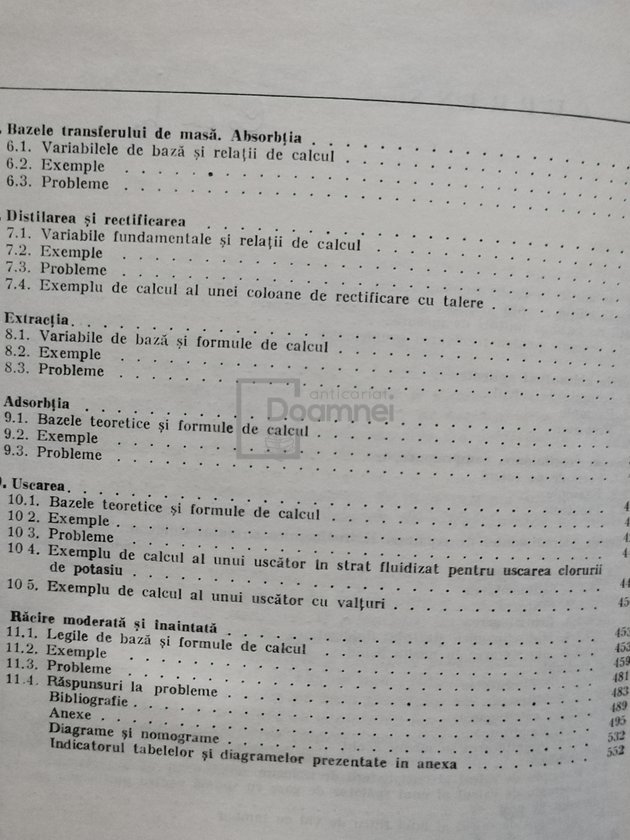 . Bazele transferului de masă. Absorbția
6.1. Variabilele de bază și relații de calcul
6.2. Exemple
6.3. Probleme
. Distilarea și rectificarea
7.1. Variabile fundamentale și relații de calcul
7.2. Exemple
7.3. Probleme
7.4. Exemplu de calcul al unei coloane de rectificare cu talere
Extracția
8.1. Variabile de bază și formule de calcul
8.2. Exemple
8.3. Probleme
anticariat
Doamnei
Adsorbția
9.1. Bazele teoretice și formule de calcul
9.2. Exemple
9.3. Probleme
. Uscarea
10.1. Bazele teoretice și formule de calcul
10 2. Exemple
10 3. Probleme
10 4. Exemplu de calcul al unui uscător în strat fluidizat pentru uscarea clorurii
de potasiu 44
10 5. Exemplu de calcul al unui uscător cu valțuri 45
Răcire moderată și înaintată 453
11.1. Legile de bază și formule de calcul 453
11.2. Exemple 459
11.3. Probleme 481
11.4. Răspunsuri la probleme 483
Bibliografie 489
Anexe 495
Diagrame și nomograme 532
Indicatorul tabelelor și diagramelor prezentate in anexa 552